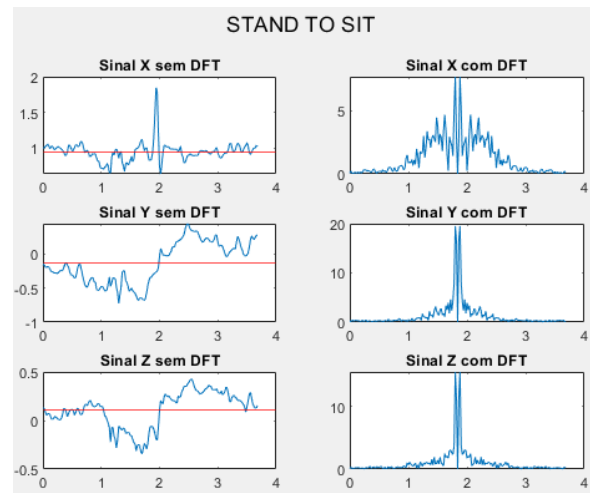 STAND TO SIT
Sinal X sem DFT
2
1.5
1
0 1 2 3 4
Sinal X com DFT
5
0
0 1 2 3 4
Sinal Y sem DFT
0
-0.5
-1
0 1 2 3 4
Sinal Y com DFT
20
10
0
0 1 2 3 4
Sinal Z sem DFT
0.5
0
-0.5
0 1 2 3 4
Sinal Z com DFT
10
0
0 1 2 3 4